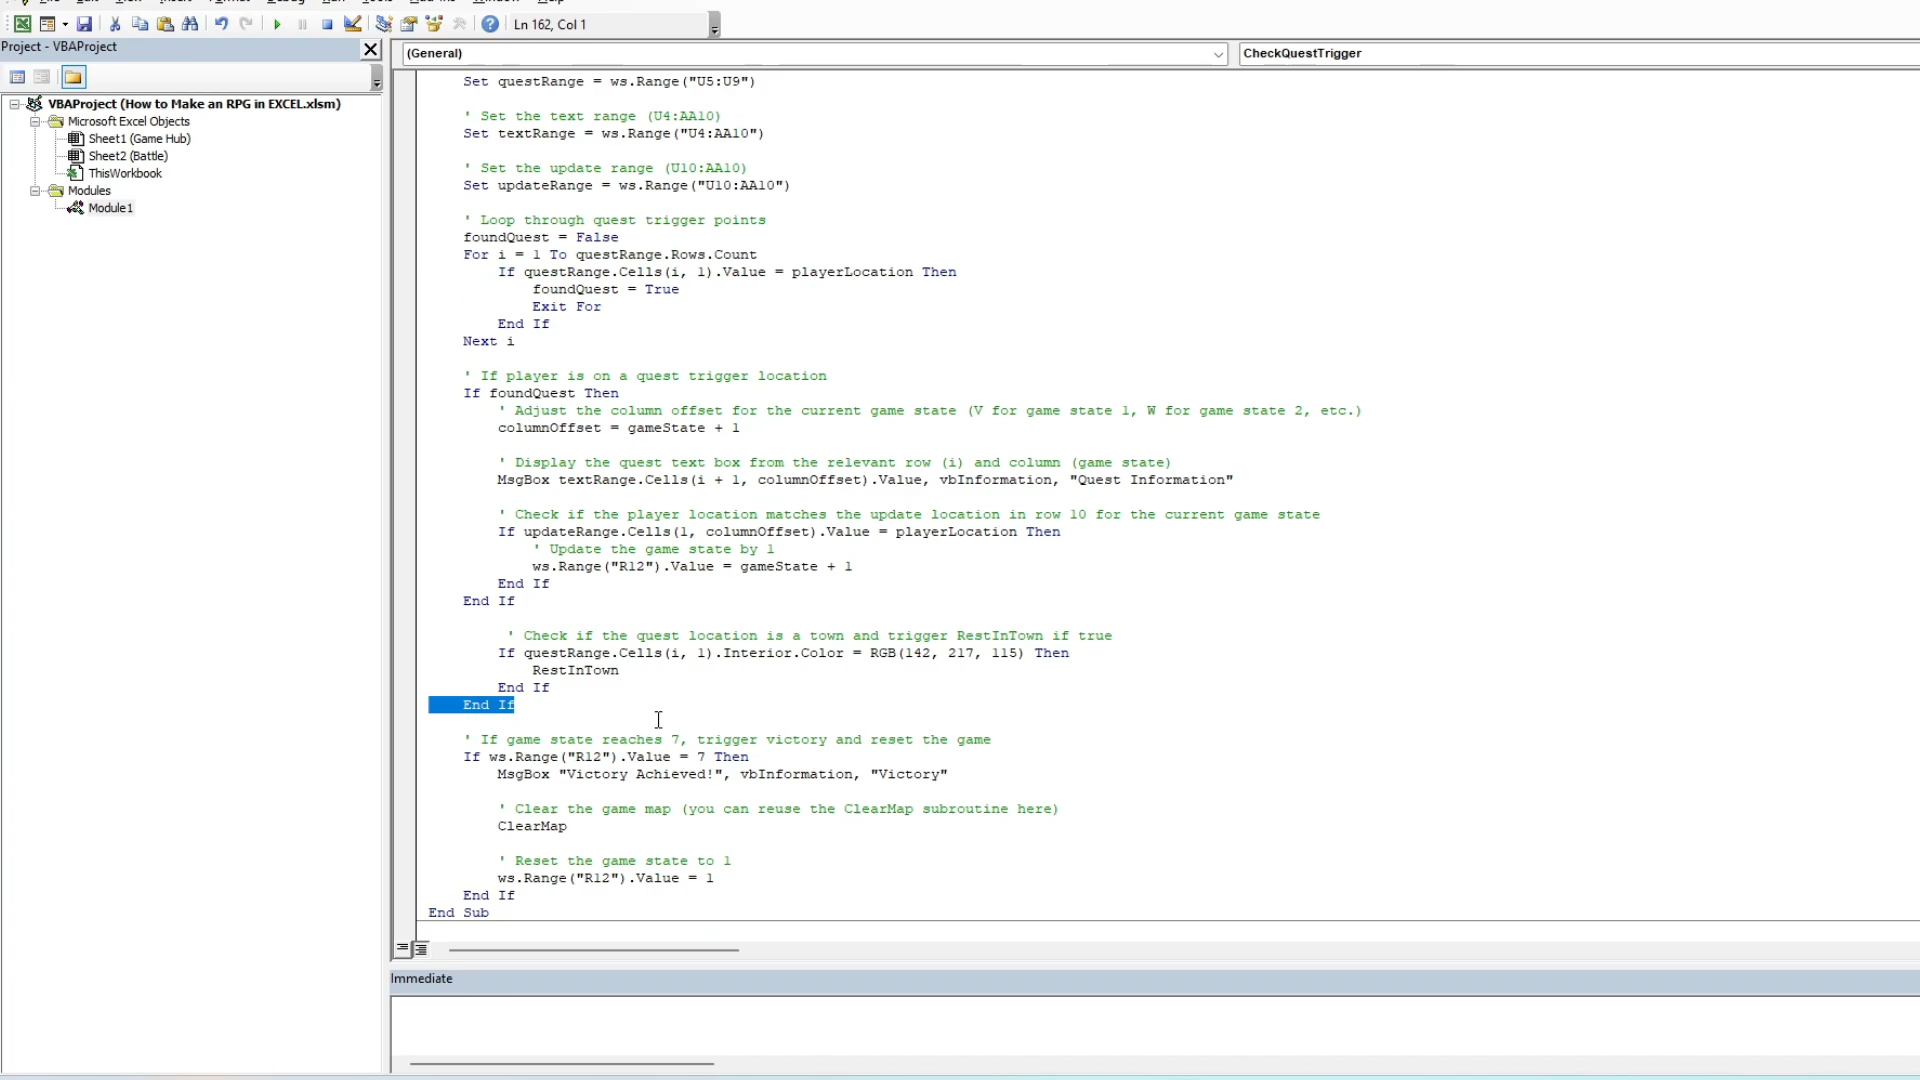 Ln 162, Col 1
Project - VBAProject
(General)
CheckQuestTrigger
VBAProject (How to Make an RPG in EXCEL.xlsm)
Microsoft Excel Objects
Sheet1 (Game Hub)
Sheet2 (Battle)
ThisWorkbook
Modules
Module1
Set questRange = ws.Range("U5:U9")
' Set the text range (U4:AA10)
Set textRange = ws.Range("U4:AA10")
' Set the update range (U10:AA10)
Set updateRange = ws.Range("U10:AA10")
' Loop through quest trigger points
foundQuest = False
For i = 1 To questRange.Rows.Count
If questRange.Cells(i, 1).Value = playerLocation Then
foundQuest = True
Exit For
End If
Next i
' If player is on a quest trigger location
If foundQuest Then
' Adjust the column offset for the current game state (V for game state 1, W for game state 2, etc.)
columnOffset = gameState + 1
' Display the quest text box from the relevant row (i) and column (game state)
MsgBox textRange.Cells(i + 1, columnOffset).Value, vbInformation, "Quest Information"
' Check if the player location matches the update location in row 10 for the current game state
If updateRange.Cells(1, columnOffset).Value = playerLocation Then
' Update the game state by 1
ws.Range("R12").Value = gameState + 1
End If
End If
' Check if the quest location is a town and trigger RestInTown if true
If questRange.Cells(i, 1).Interior.Color = RGB(142, 217, 115) Then
RestInTown
End If
End If
' If game state reaches 7, trigger victory and reset the game
If ws.Range("R12").Value = 7 Then
MsgBox "Victory Achieved!", vbInformation, "Victory"
' Clear the game map (you can reuse the ClearMap subroutine here)
ClearMap
' Reset the game state to 1
ws.Range("R12").Value = 1
End If
End Sub
Immediate